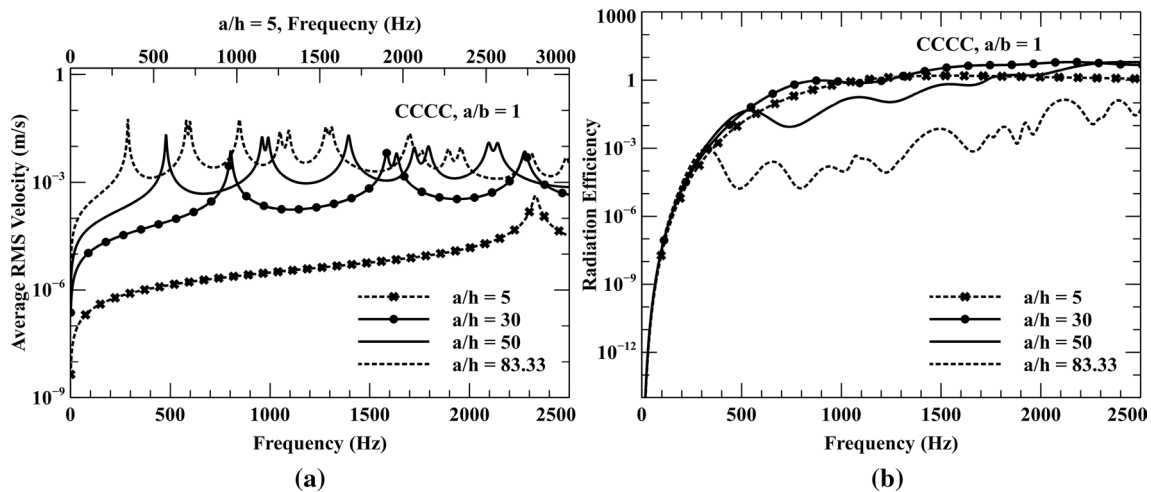 a/h = 5, Frequecny (Hz)
0 500 1000 1500 2000 2500 3000
CCCC, a/b = 1
Average RMS Velocity (m/s)
1
10−3
10−6
10−9
a/h = 5
a/h = 30
a/h = 50
a/h = 83.33
0 500 1000 1500 2000 2500
Frequency (Hz)
(a)
CCCC, a/b = 1
Radiation Efficiency
1
10−3
10−6
10−9
10−12
a/h = 5
a/h = 30
a/h = 50
a/h = 83.33
0 500 1000 1500 2000 2500
Frequency (Hz)
(b)